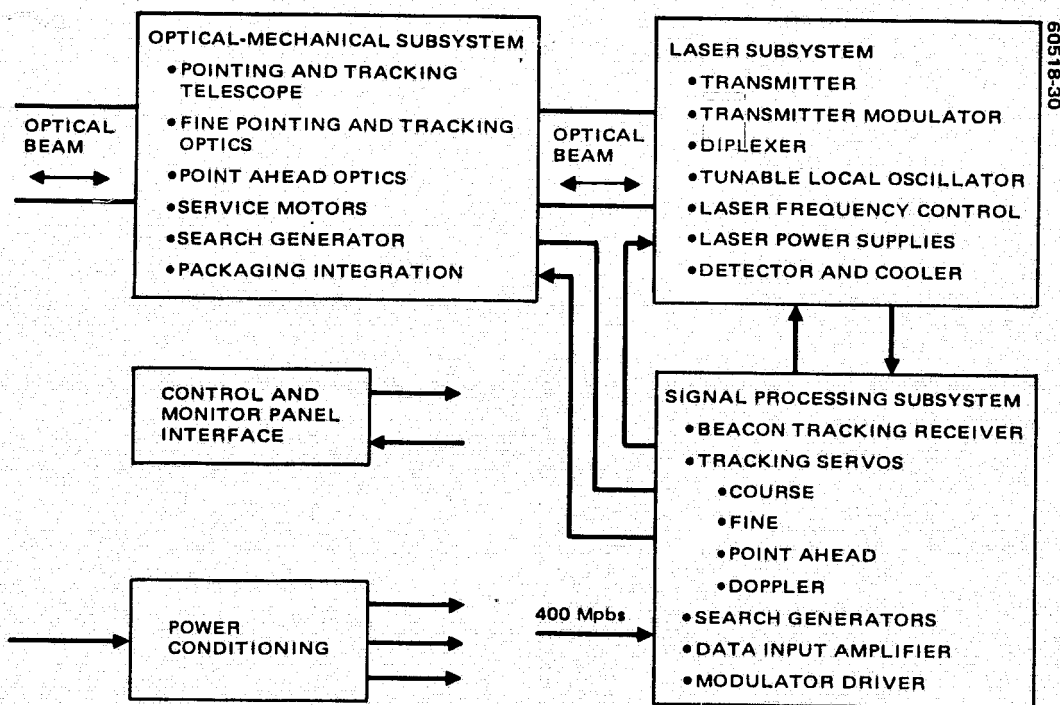 60518-30
OPTICAL-MECHANICAL SUBSYSTEM
•POINTING AND TRACKING
TELESCOPE
•FINE POINTING AND TRACKING
OPTICS
•POINT AHEAD OPTICS
•SERVICE MOTORS
•SEARCH GENERATOR
•PACKAGING INTEGRATION
OPTICAL
BEAM
OPTICAL
BEAM
LASER SUBSYSTEM
•TRANSMITTER
•TRANSMITTER MODULATOR
•DIPLEXER
•TUNABLE LOCAL OSCILLATOR
•LASER FREQUENCY CONTROL
•LASER POWER SUPPLIES
•DETECTOR AND COOLER
CONTROL AND
MONITOR PANEL
INTERFACE
SIGNAL PROCESSING SUBSYSTEM
•BEACON TRACKING RECEIVER
•TRACKING SERVOS
•COURSE
•FINE
•POINT AHEAD
•DOPPLER
•SEARCH GENERATORS
•DATA INPUT AMPLIFIER
•MODULATOR DRIVER
POWER
CONDITIONING
400 Mpbs